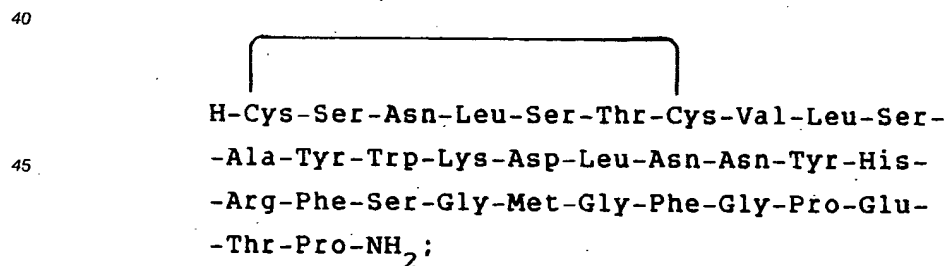 40
H-Cys-Ser-Asn-Leu-Ser-Thr-Cys-Val-Leu-Ser-
45
-Ala-Tyr-Trp-Lys-Asp-Leu-Asn-Asn-Tyr-His-
-Arg-Phe-Ser-Gly-Met-Gly-Phe-Gly-Pro-Glu-
-Thr-Pro-NH₂;